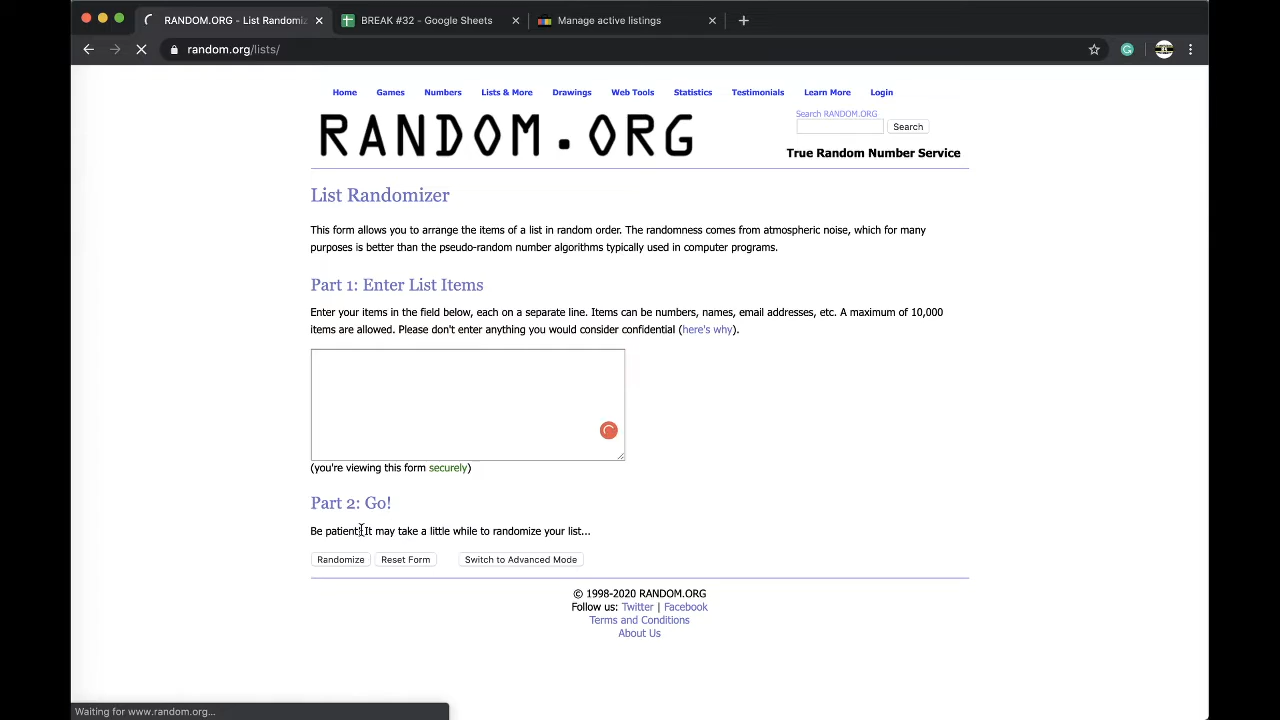 RANDOM.ORG - List Randomiz
BREAK #32 - Google Sheets
Manage active listings
random.org/lists/
Home Games Numbers Lists & More Drawings Web Tools Statistics Testimonials Learn More Login
Search RANDOM.ORG
RANDOM.ORG
Search
True Random Number Service
List Randomizer
This form allows you to arrange the items of a list in random order. The randomness comes from atmospheric noise, which for many
purposes is better than the pseudo-random number algorithms typically used in computer programs.
Part 1: Enter List Items
Enter your items in the field below, each on a separate line. Items can be numbers, names, email addresses, etc. A maximum of 10,000
items are allowed. Please don't enter anything you would consider confidential (here's why).
(you're viewing this form securely)
Part 2: Go!
Be patient! It may take a little while to randomize your list...
Randomize Reset Form Switch to Advanced Mode
© 1998-2020 RANDOM.ORG
Follow us: Twitter | Facebook
Terms and Conditions
About Us
Waiting for www.random.org...